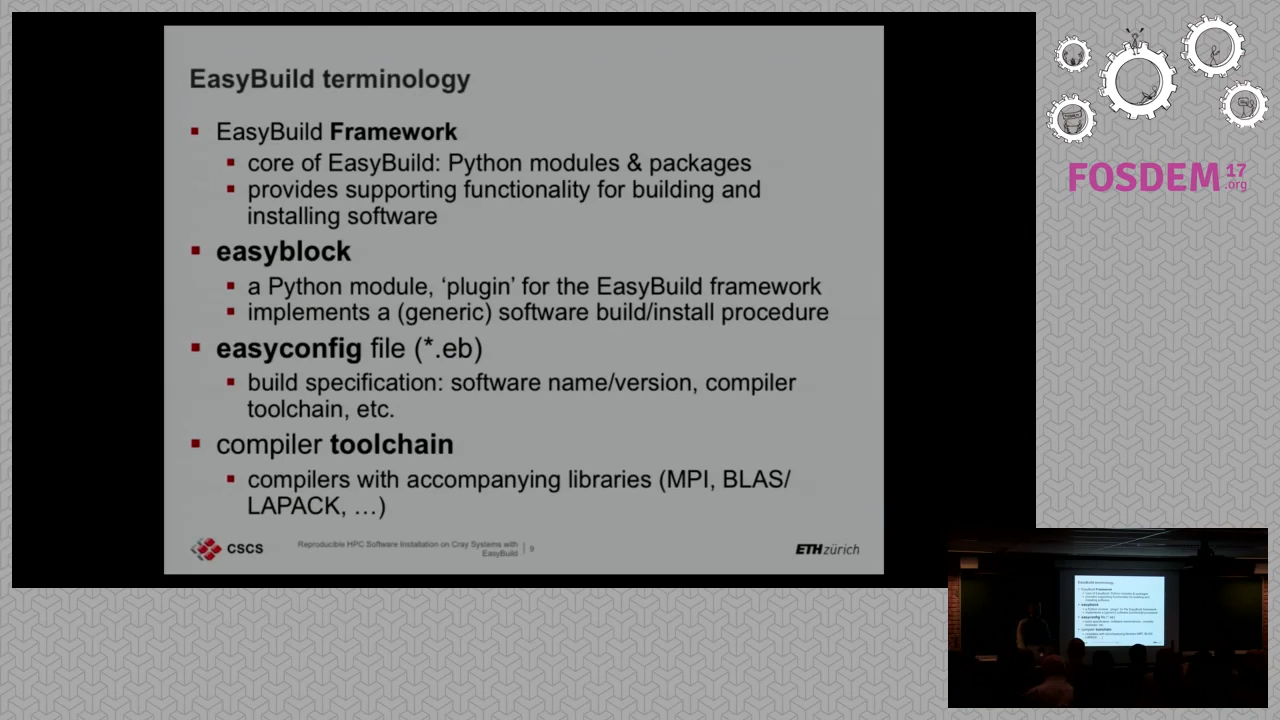 EasyBuild terminology
EasyBuild Framework
core of EasyBuild: Python modules & packages
provides supporting functionality for building and
installing software
easyblock
a Python module, ‘plugin’ for the EasyBuild framework
implements a (generic) software build/install procedure
easyconfig file (*.eb)
build specification: software name/version, compiler
toolchain, etc.
compiler toolchain
compilers with accompanying libraries (MPI, BLAS/
LAPACK, …)
CSCS
Reproducible HPC Software Installation on Cray Systems with
EasyBuild
9
ETH zürich
FOSDEM 17
.org